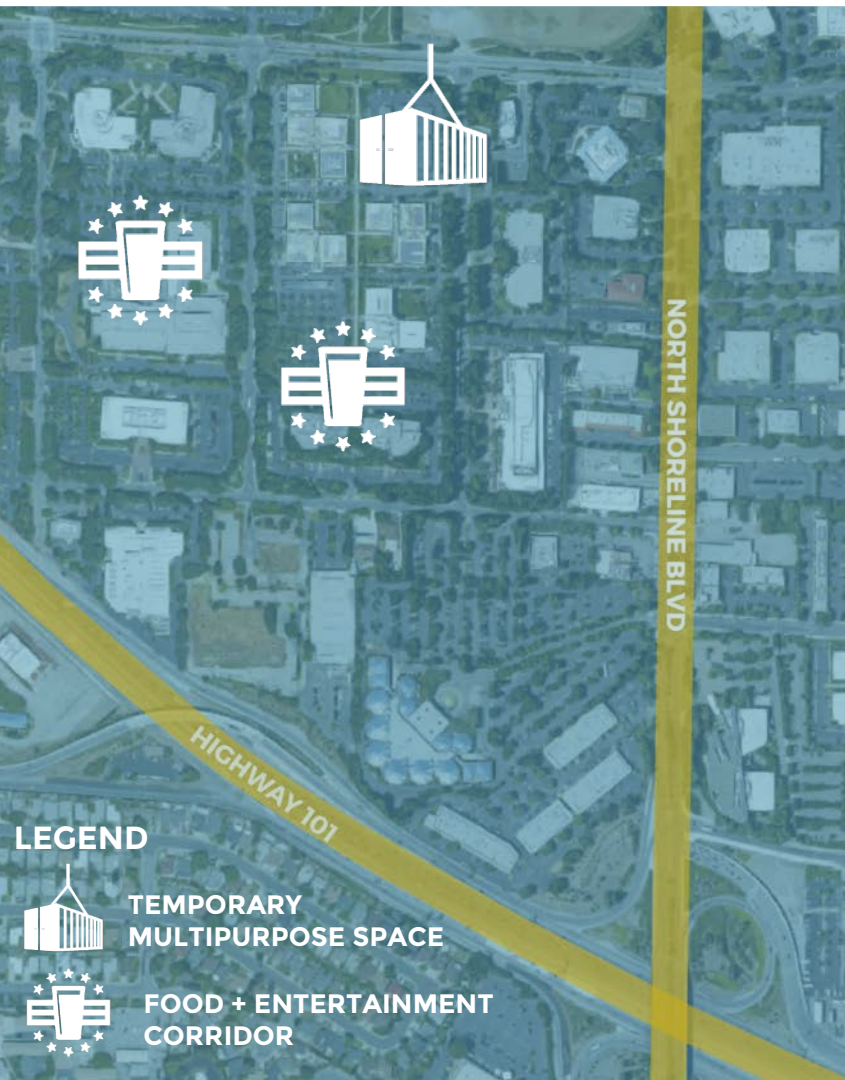 NORTH SHORELINE BLVD
HIGHWAY 101
LEGEND
TEMPORARY
MULTIPURPOSE SPACE
FOOD + ENTERTAINMENT
CORRIDOR